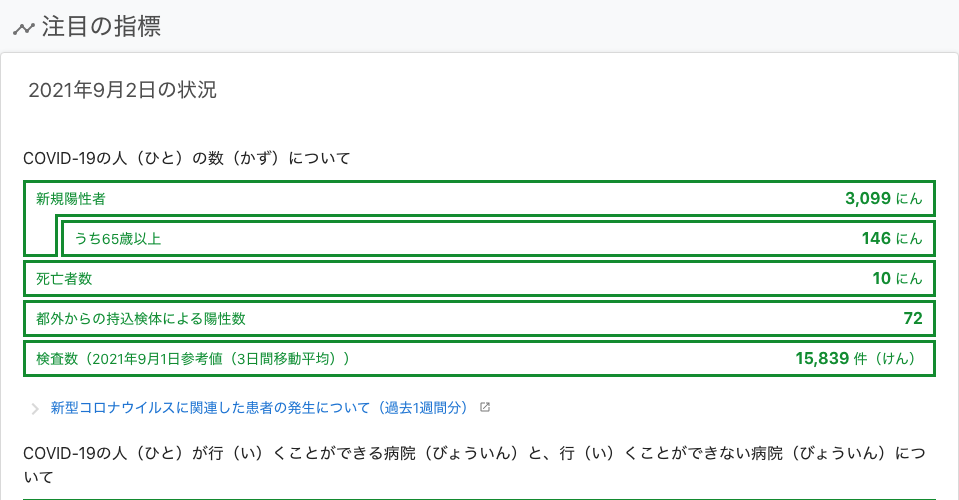 注目の指標
2021年9月2日の状況
COVID-19の人（ひと）の数（かず）について
新規陽性者 3,099 にん
うち65歳以上 146 にん
死亡者数 10 にん
都外からの持込検体による陽性数 72
検査数（2021年9月1日参考値（3日間移動平均）） 15,839 件（けん）
新型コロナウイルスに関連した患者の発生について（過去1週間分）
COVID-19の人（ひと）が行（い）くことができる病院（びょういん）と、行（い）くことができない病院（びょういん）につ
いて